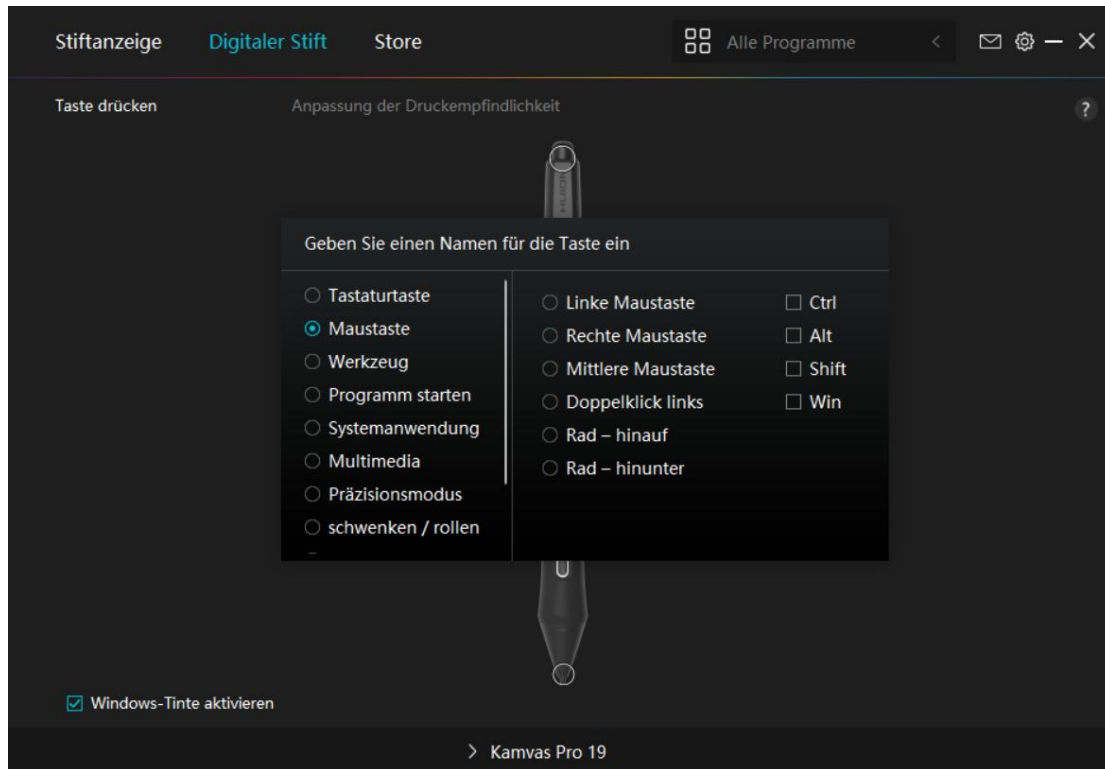 Stiftanzeige Digitaler Stift Store Alle Programme
Taste drücken Anpassung der Druckempfindlichkeit ?
HUION
Geben Sie einen Namen für die Taste ein
Tastaturtaste
Maustaste
Werkzeug
Programm starten
Systemanwendung
Multimedia
Präzisionsmodus
schwenken / rollen
Linke Maustaste Ctrl
Rechte Maustaste Alt
Mittlere Maustaste Shift
Doppelklick links Win
Rad – hinauf
Rad – hinunter
Windows-Tinte aktivieren
Kamvas Pro 19